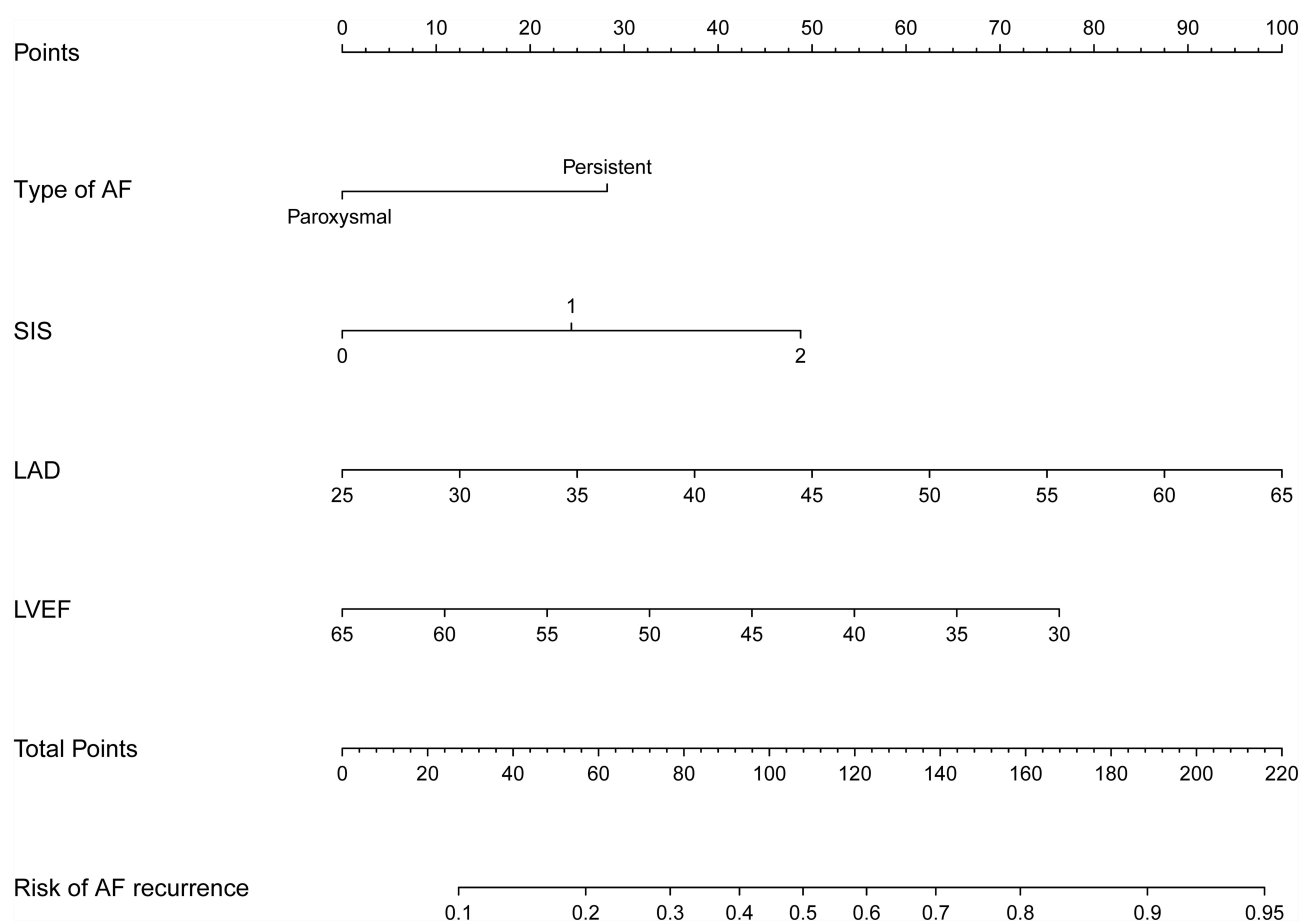 0 10 20 30 40 50 60 70 80 90 100
Points
Persistent
Type of AF
Paroxysmal
1
SIS
0 2
LAD
25 30 35 40 45 50 55 60 65
LVEF
65 60 55 50 45 40 35 30
Total Points
0 20 40 60 80 100 120 140 160 180 200 220
Risk of AF recurrence
0.1 0.2 0.3 0.4 0.5 0.6 0.7 0.8 0.9 0.95